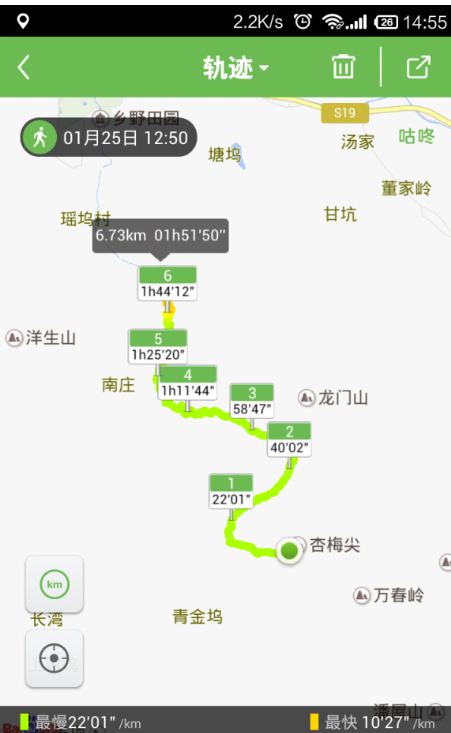 2.2K/s 26 14:55
轨迹
乡野田园
01月25日 12:50
S19
汤家
咕咚
塘坞
董家岭
甘坑
瑶坞村
6.73km 01h51'50"
6
1h44'12"
洋生山
5
1h25'20"
4
1h11'44"
南庄
3
58'47"
龙门山
2
40'02"
1
22'01"
杏梅尖
km
万春岭
长湾
青金坞
潘屋山
最慢22'01" /km
最快 10'27" /km